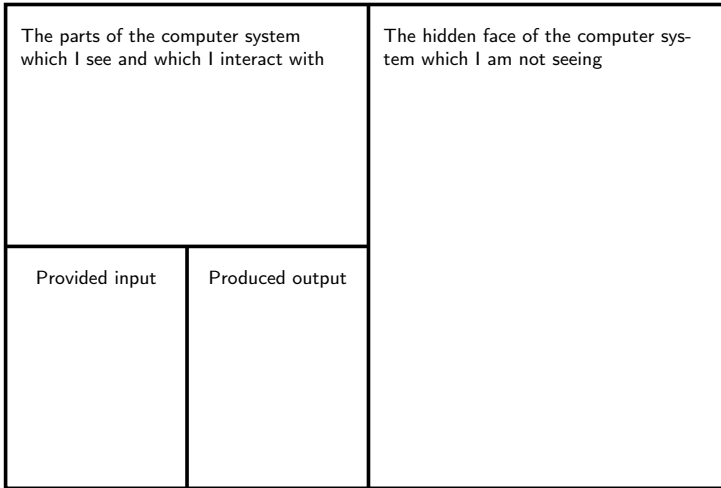 The parts of the computer system
which I see and which I interact with
The hidden face of the computer sys-
tem which I am not seeing
Provided input
Produced output